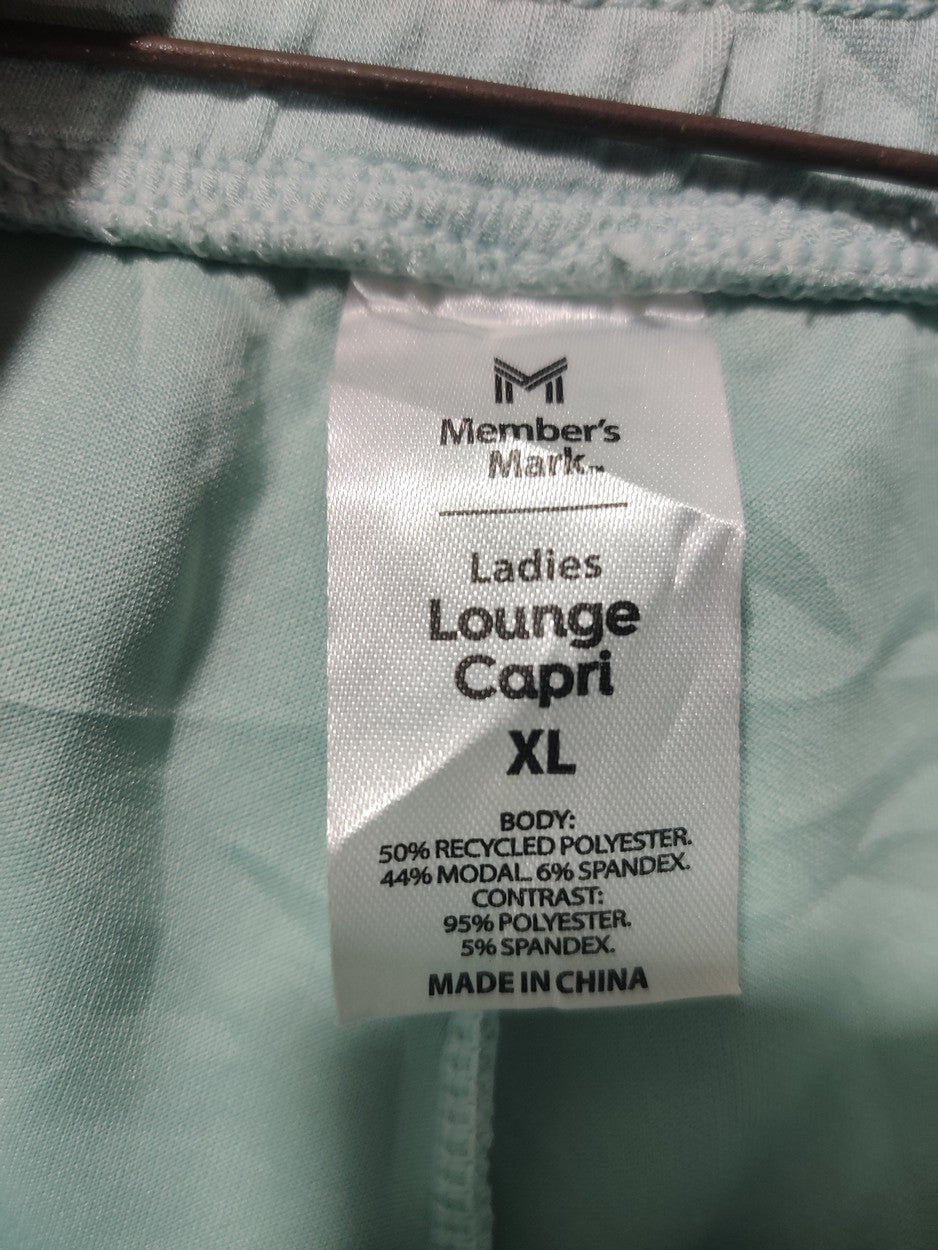 M
Member's
Mark™
Ladies
Lounge
Capri
XL
BODY:
50% RECYCLED POLYESTER.
44% MODAL. 6% SPANDEX.
CONTRAST:
95% POLYESTER.
5% SPANDEX.
MADE IN CHINA